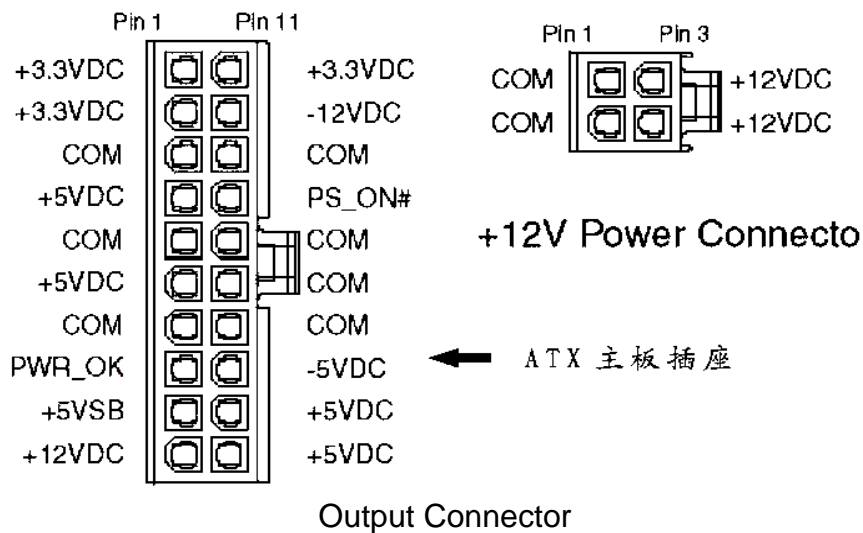 Pin 1 Pin 11
+3.3VDC +3.3VDC
+3.3VDC -12VDC
COM COM
+5VDC PS_ON#
COM COM
+5VDC COM
COM COM
PWR_OK -5VDC
+5VSB +5VDC
+12VDC +5VDC
Pin 1 Pin 3
COM +12VDC
COM +12VDC
+12V Power Connecto
ATX 主板插座
Output Connector